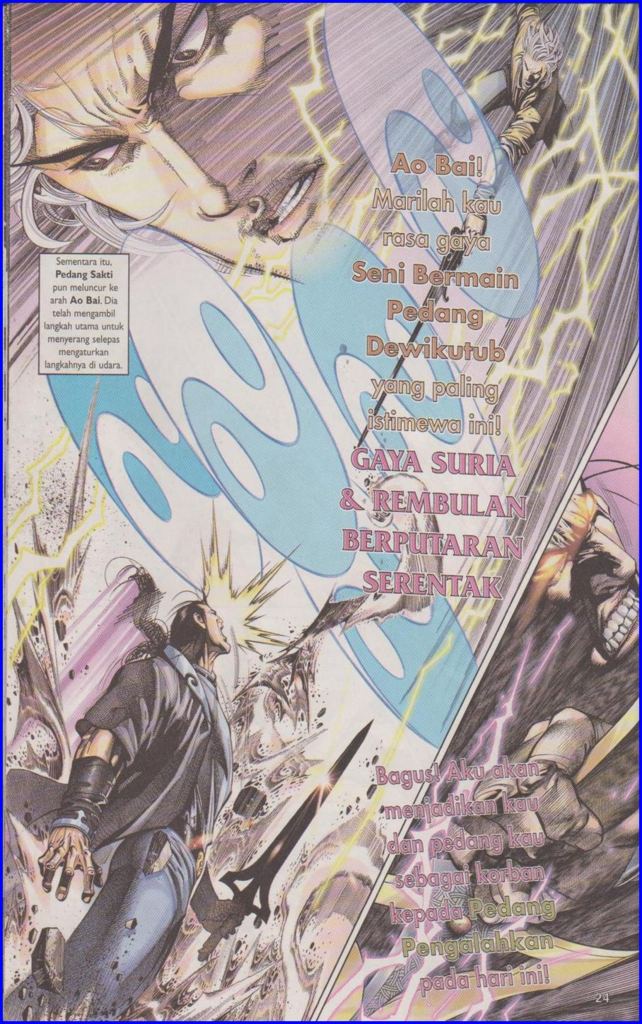 Sementara itu,
Pedang Sakti
pun meluncur ke
arah Ao Bai. Dia
telah mengambil
langkah utama untuk
menyerang selepas
mengaturkan
langkahnya di udara.
Ao Bai!
Marilah kau
rasa gaya
Seni Bermain
Pedang
Dewikutub
yang paling
istimewa ini!
GAYA SURIA
& REMBULAN
BERPUTARAN
SERENTAK
Bagus! Aku akan
menjadikan kau
dan pedang kau
sebagai korban
kepada Pedang
Pengalahkan
pada hari ini!
24